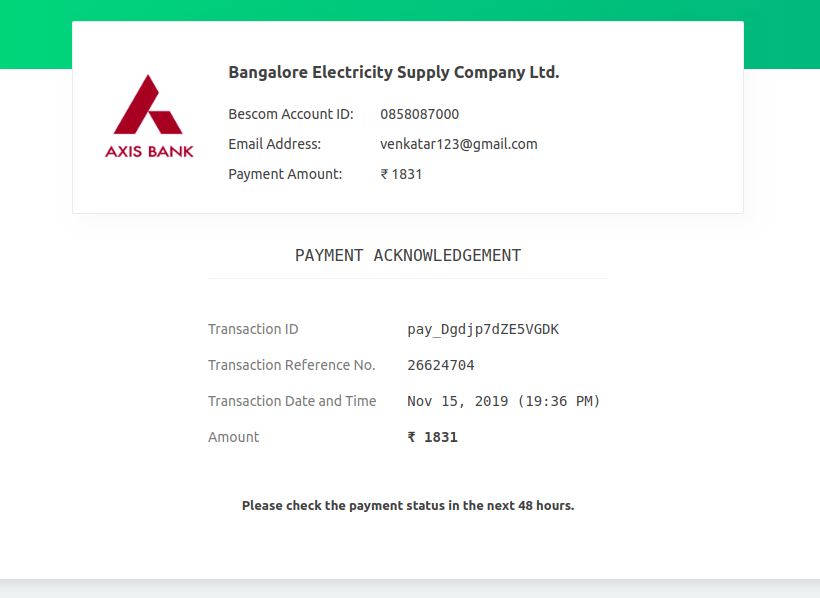 Bangalore Electricity Supply Company Ltd.
Bescom Account ID: 0858087000
Email Address: venkatar123@gmail.com
Payment Amount: ₹ 1831
AXIS BANK
PAYMENT ACKNOWLEDGEMENT
Transaction ID pay_Dgdjp7dZE5VGDK
Transaction Reference No. 26624704
Transaction Date and Time Nov 15, 2019 (19:36 PM)
Amount ₹ 1831
Please check the payment status in the next 48 hours.